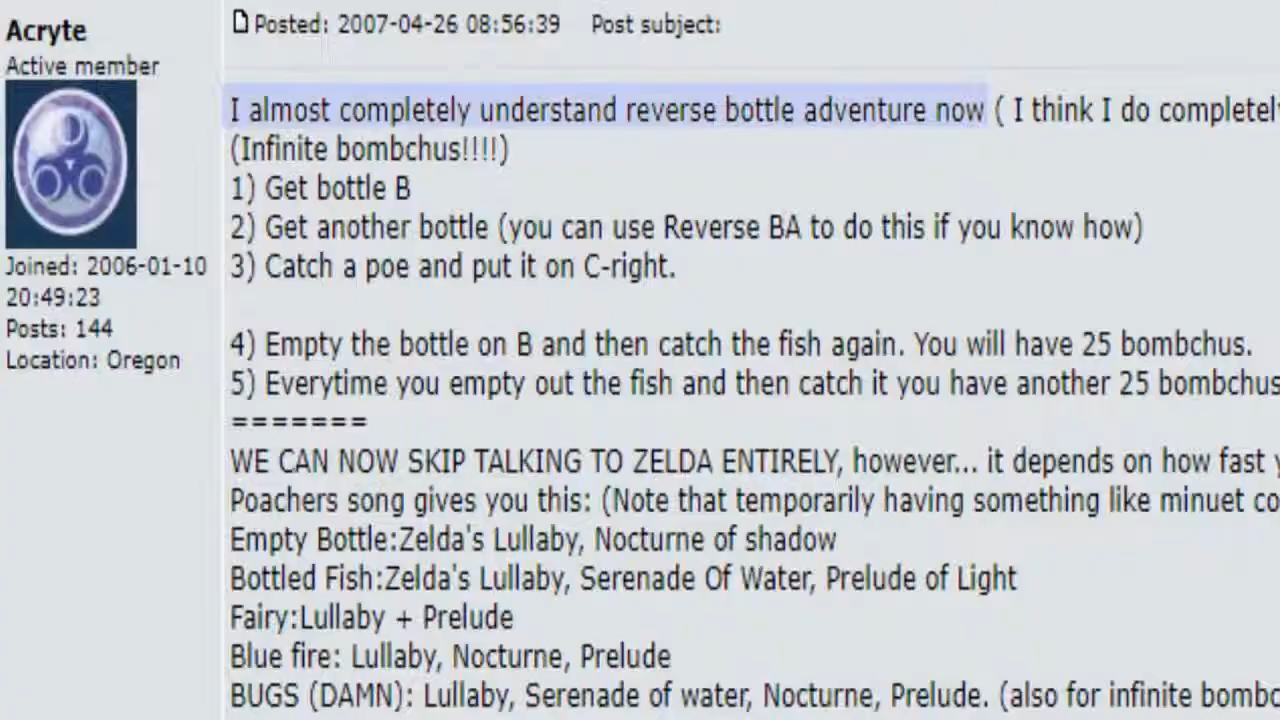 Acryte
Active member
Joined: 2006-01-10
20:49:23
Posts: 144
Location: Oregon
Posted: 2007-04-26 08:56:39 Post subject:
I almost completely understand reverse bottle adventure now ( I think I do completely
(Infinite bombchus!!!!)
1) Get bottle B
2) Get another bottle (you can use Reverse BA to do this if you know how)
3) Catch a poe and put it on C-right.
4) Empty the bottle on B and then catch the fish again. You will have 25 bombchus.
5) Everytime you empty out the fish and then catch it you have another 25 bombchus
=======
WE CAN NOW SKIP TALKING TO ZELDA ENTIRELY, however... it depends on how fast
Poachers song gives you this: (Note that temporarily having something like minuet co
Empty Bottle:Zelda's Lullaby, Nocturne of shadow
Bottled Fish:Zelda's Lullaby, Serenade Of Water, Prelude of Light
Fairy:Lullaby + Prelude
Blue fire: Lullaby, Nocturne, Prelude
BUGS (DAMN): Lullaby, Serenade of water, Nocturne, Prelude. (also for infinite bombc